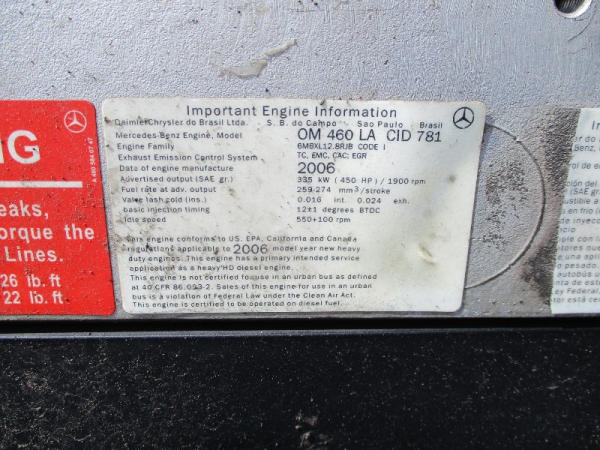 Important Engine Information
DaimlerChrysler do Brasil Ltda. S. B. do Campo Sao Paulo Brasil
Mercedes-Benz Engine, Model OM 460 LA CID 781
Engine Family 6MBXL12.8RJB CODE I
Exhaust Emission Control System TC, EMC, CAC; EGR
Date of engine manufacture 2006
Advertised output (SAE gr.) 335 kW ( 450 HP ) / 1900 rpm
Fuel rate at adv. output 259.274 mm³/stroke
Valve lash cold (ins.) 0.016 int. 0.024 exh.
basic injection timing 12±1 degrees BTDC
Idle speed 550+100 rpm
This engine conforms to US. EPA, California and Canada
regulations applicable to 2006 model year new heavy
duty engines. This engine has a primary intended service
application as a heavy HD diesel engine.
This engine is not certified for use in an urban bus as defined
at 40 CFR 86.093-2. Sales of this engine for use in an urban
bus is a violation of Federal Law under the Clean Air Act.
This engine is certified to be operated on diesel fuel.
NG
eaks,
orque the
Lines.
26 lb. ft
22 lb. ft